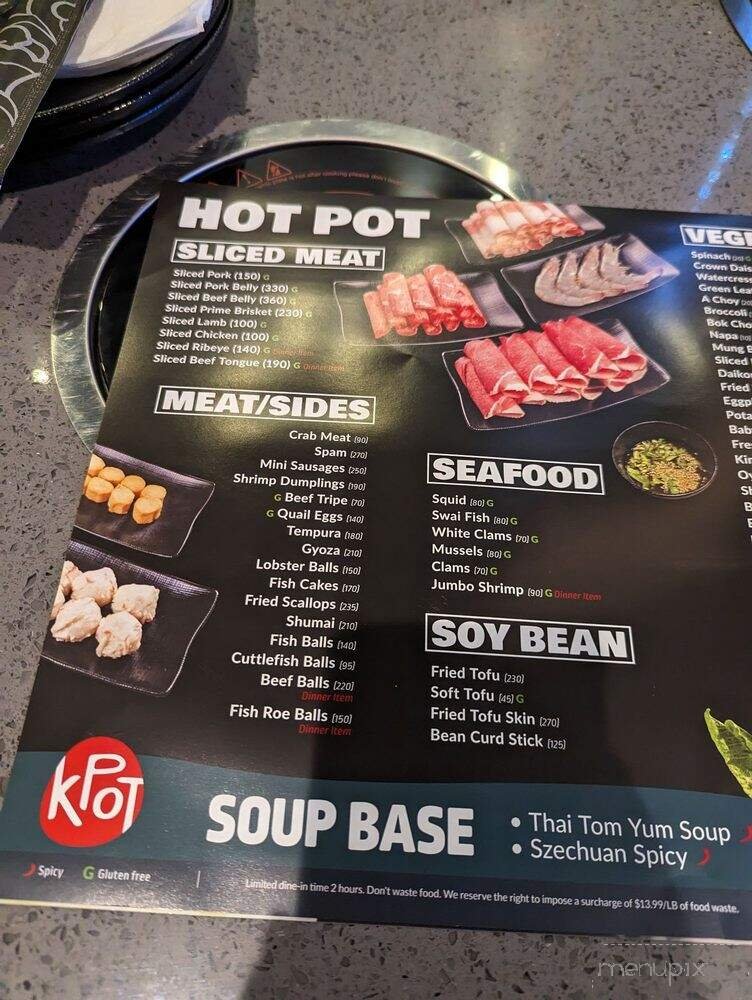 HOT POT
SLICED MEAT
Sliced Pork (150) G
Sliced Pork Belly (330) G
Sliced Beef Belly (360) G
Sliced Prime Brisket (230) G
Sliced Lamb (100) G
Sliced Chicken (100) G
Sliced Ribeye (140) G Dinner Item
Sliced Beef Tongue (190) G Dinner Item
MEAT/SIDES
Crab Meat (90)
Spam (270)
Mini Sausages (250)
Shrimp Dumplings (190)
G Beef Tripe (70)
G Quail Eggs (140)
Tempura (180)
Gyoza (210)
Lobster Balls (150)
Fish Cakes (170)
Fried Scallops (235)
Shumai (210)
Fish Balls (140)
Cuttlefish Balls (95)
Beef Balls (220)
Dinner Item
Fish Roe Balls (150)
Dinner Item
SEAFOOD
Squid (80) G
Swai Fish (80) G
White Clams (70) G
Mussels (80) G
Clams (70) G
Jumbo Shrimp (90) G Dinner Item
SOY BEAN
Fried Tofu (230)
Soft Tofu (45) G
Fried Tofu Skin (270)
Bean Curd Stick (125)
Spinach
Crown
Watercress
Green
A Choy
Broccoli
Bok
Napa
Mung
Sliced
Fried
KPOT
SOUP BASE
• Thai Tom Yum Soup
• Szechuan Spicy
Spicy
G Gluten free
Limited dine-in time 2 hours. Don't waste food. We reserve the right to impose a surcharge of $13.99/LB of food waste.
menupix